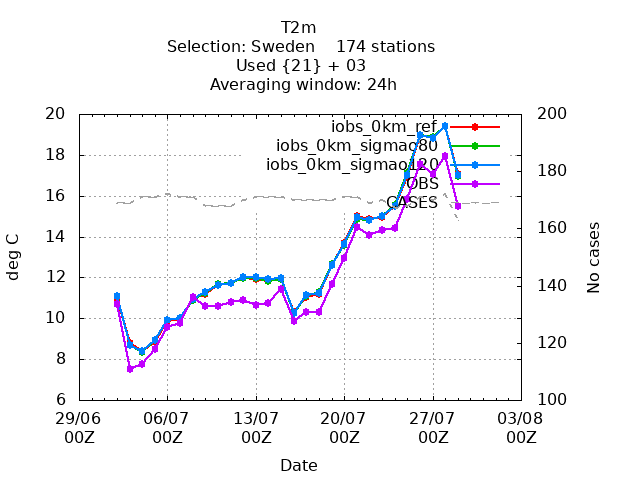 T2m
Selection: Sweden 174 stations
Used {21} + 03
Averaging window: 24h
20 200
iobs_0km_ref
iobs_0km_sigmao80
iobs_0km_sigmao120
OBS
CASES
18 180
16
14 160
12 140
10
8 120
6 100
deg C
No cases
29/06 06/07 13/07 20/07 27/07 03/08
00Z 00Z 00Z 00Z 00Z 00Z
Date